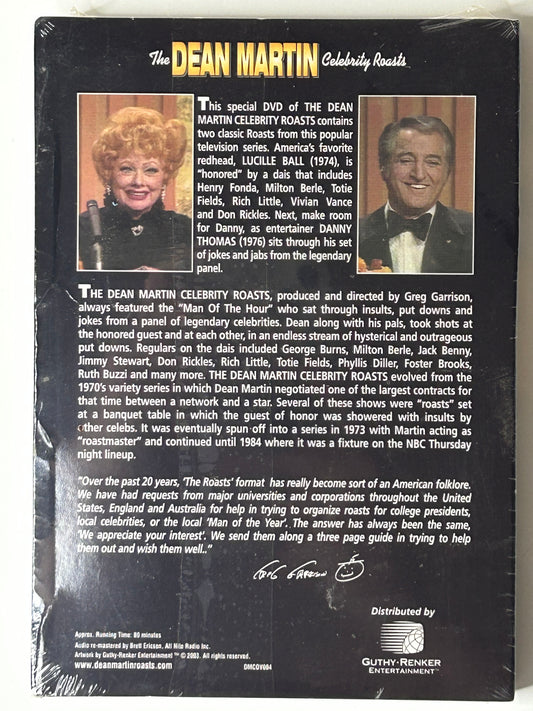 The DEAN MARTIN Celebrity Roasts
This special DVD of THE DEAN
MARTIN CELEBRITY ROASTS contains
two classic Roasts from this popular
television series. America's favorite
redhead, LUCILLE BALL (1974), is
"honored" by a dais that includes
Henry Fonda, Milton Berle, Totie
Fields, Rich Little, Vivian Vance
and Don Rickles. Next, make room
for Danny, as entertainer DANNY
THOMAS (1976) sits through his set
of jokes and jabs from the legendary
panel.
THE DEAN MARTIN CELEBRITY ROASTS, produced and directed by Greg Garrison,
always featured the "Man Of The Hour" who sat through insults, put downs and
jokes from a panel of legendary celebrities. Dean along with his pals, took shots at
the honored guest and at each other, in an endless stream of hysterical and outrageous
put downs. Regulars on the dais included George Burns, Milton Berle, Jack Benny,
Jimmy Stewart, Don Rickles, Rich Little, Totie Fields, Phyllis Diller, Foster Brooks,
Ruth Buzzi and many more. THE DEAN MARTIN CELEBRITY ROASTS evolved from the
1970's variety series in which Dean Martin negotiated one of the largest contracts for
that time between a network and a star. Several of these shows were "roasts" set
at a banquet table in which the guest of honor was showered with insults by
other celebs. It was eventually spun off into a series in 1973 with Martin acting as
"roastmaster" and continued until 1984 where it was a fixture on the NBC Thursday
night lineup.
"Over the past 20 years, 'The Roasts' format has really become sort of an American folklore.
We have had requests from major universities and corporations throughout the United
States, England and Australia for help in trying to organize roasts for college presidents,
local celebrities, or the local 'Man of the Year'. The answer has always been the same,
'We appreciate your interest'. We send them along a three page guide in trying to help
them out and wish them well.."
Greg Garrison
Distributed by
GUTHY-RENKER
ENTERTAINMENT™
Approx. Running Time: 80 minutes
Audio re-mastered by Brett Ericson, All Nite Radio Inc.
Artwork by Guthy-Renker Entertainment ™ © 2003. All rights reserved.
www.deanmartinroasts.com DMCOV004